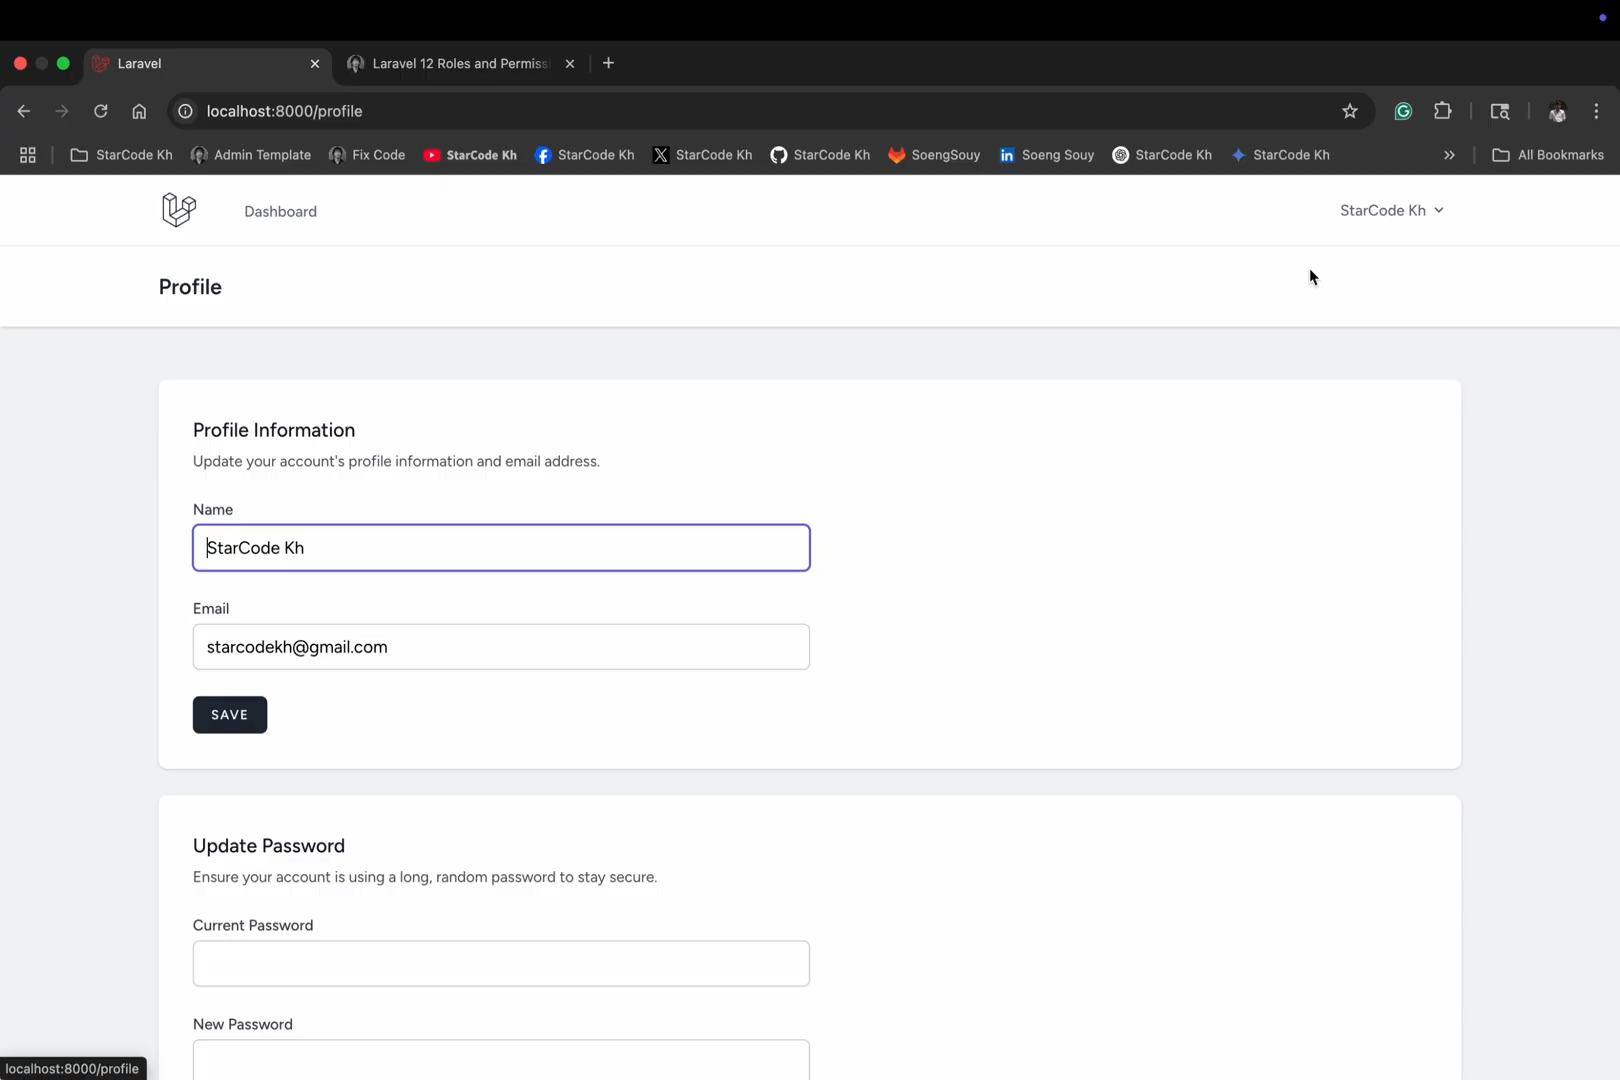 Laravel
Laravel 12 Roles and Permiss
localhost:8000/profile
StarCode Kh
Admin Template
Fix Code
StarCode Kh
StarCode Kh
StarCode Kh
StarCode Kh
SoengSouy
Soeng Souy
StarCode Kh
StarCode Kh
All Bookmarks
Dashboard
StarCode Kh
Profile
Profile Information
Update your account's profile information and email address.
Name
StarCode Kh
Email
starcodekh@gmail.com
SAVE
Update Password
Ensure your account is using a long, random password to stay secure.
Current Password
New Password
localhost:8000/profile